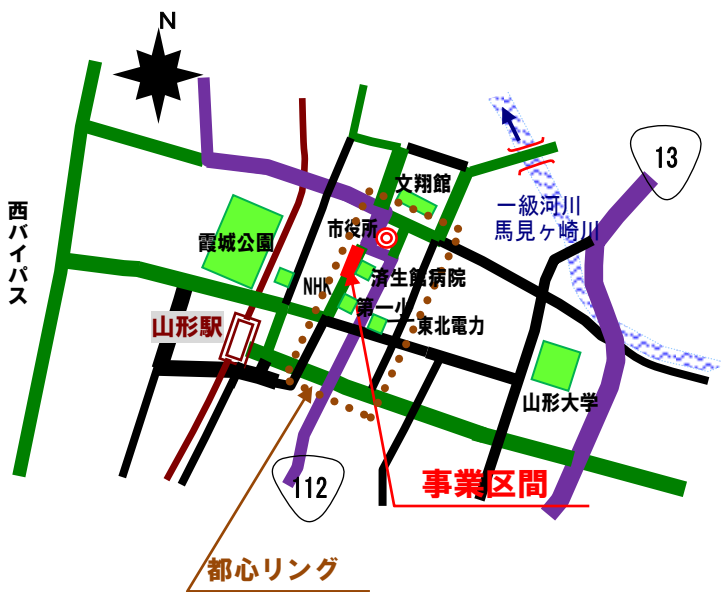 N
13
文翔館
一級河川
馬見ヶ崎川
西バイパス
市役所
霞城公園
済生館病院
NHK
第一小
東北電力
山形駅
山形大学
事業区間
112
都心リング